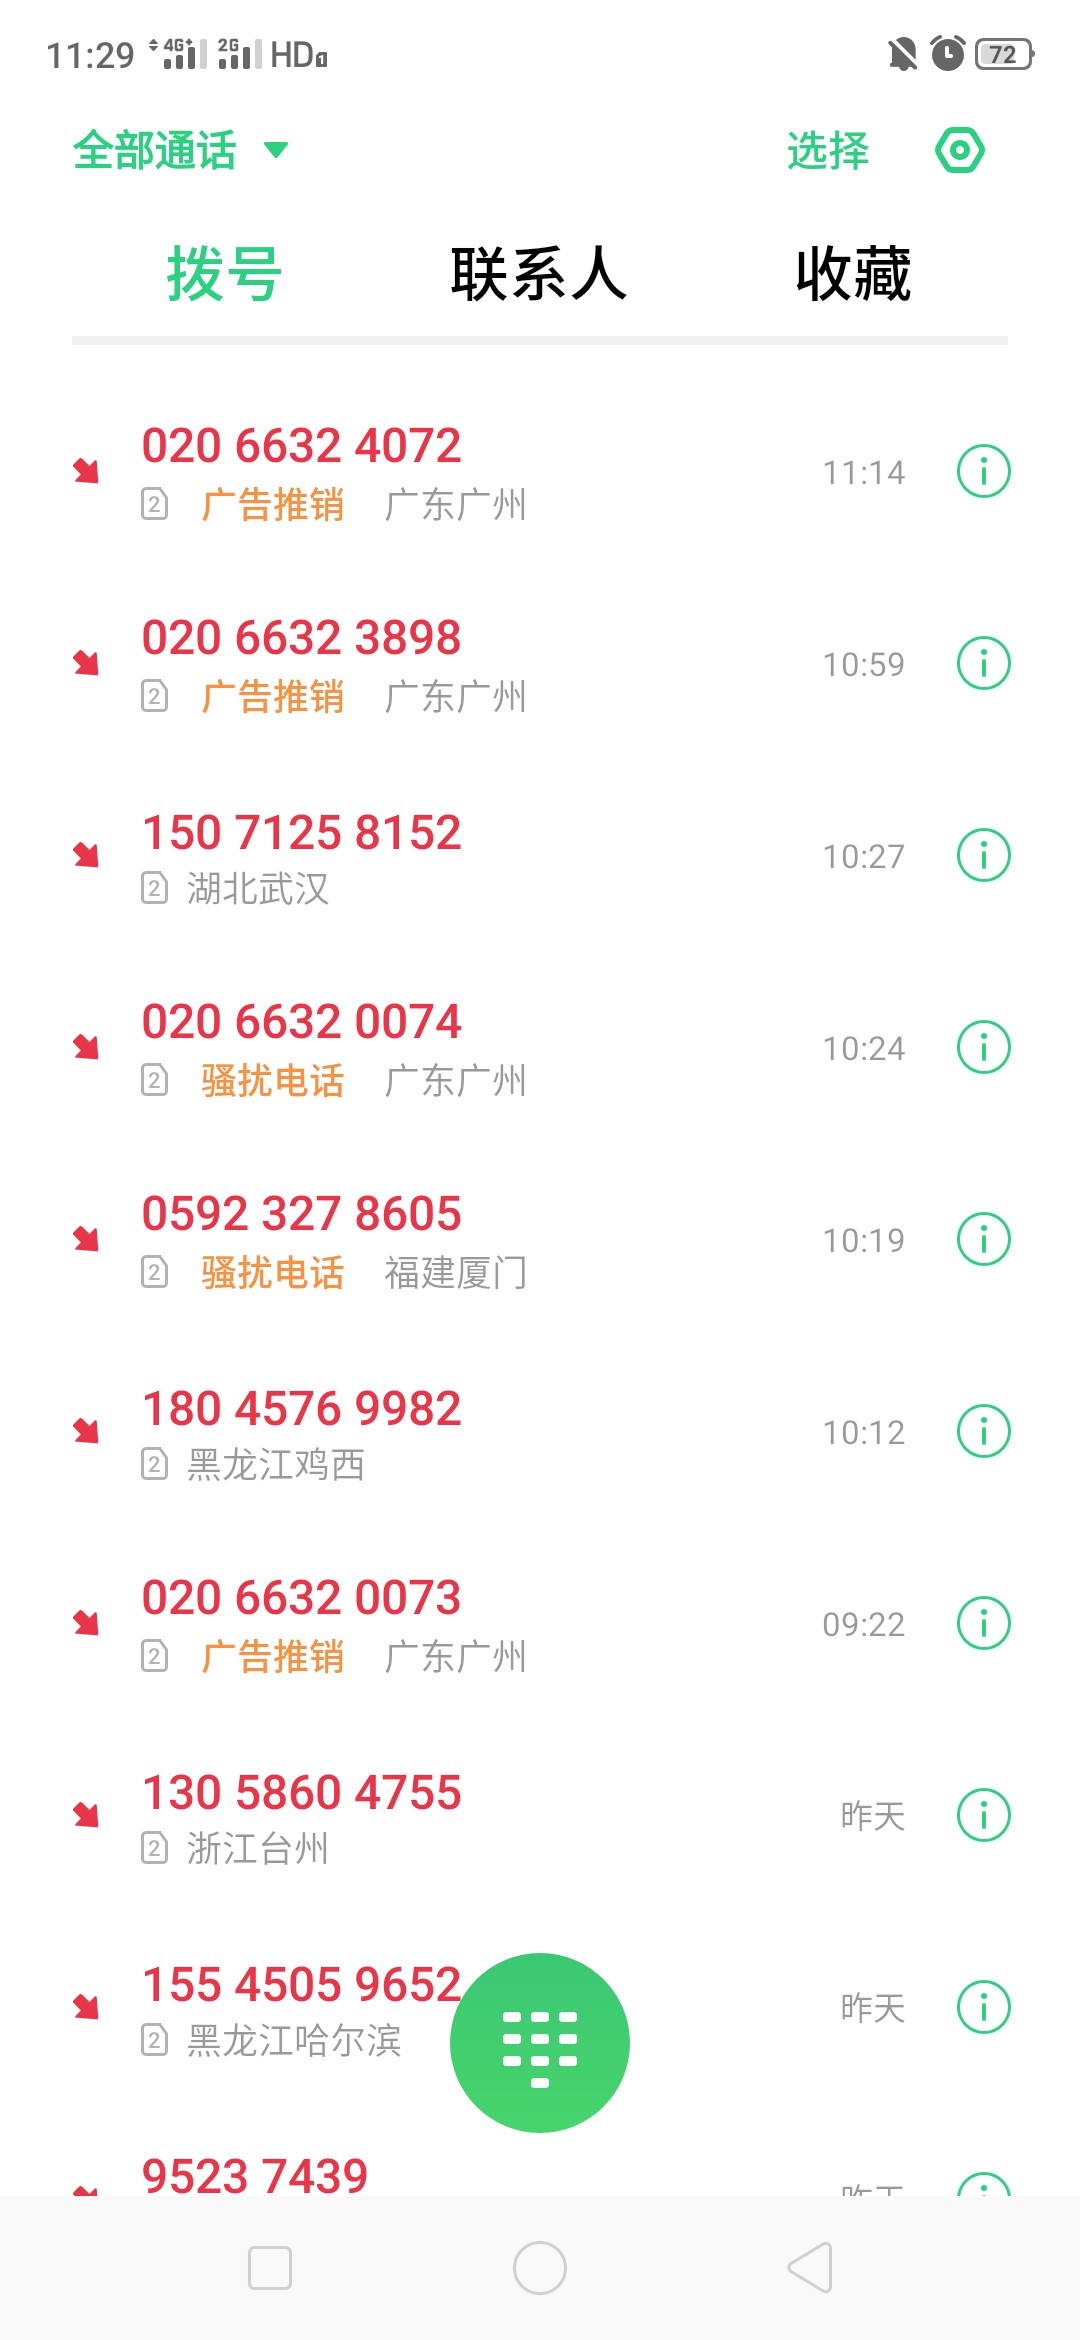 11:29 4G+ 2G HD1 72
全部通话 选择
拨号 联系人 收藏
020 6632 4072
2 广告推销 广东广州 11:14
020 6632 3898
2 广告推销 广东广州 10:59
150 7125 8152
2 湖北武汉 10:27
020 6632 0074
2 骚扰电话 广东广州 10:24
0592 327 8605
2 骚扰电话 福建厦门 10:19
180 4576 9982
2 黑龙江鸡西 10:12
020 6632 0073
2 广告推销 广东广州 09:22
130 5860 4755
2 浙江台州 昨天
155 4505 9652
2 黑龙江哈尔滨 昨天
9523 7439
昨天